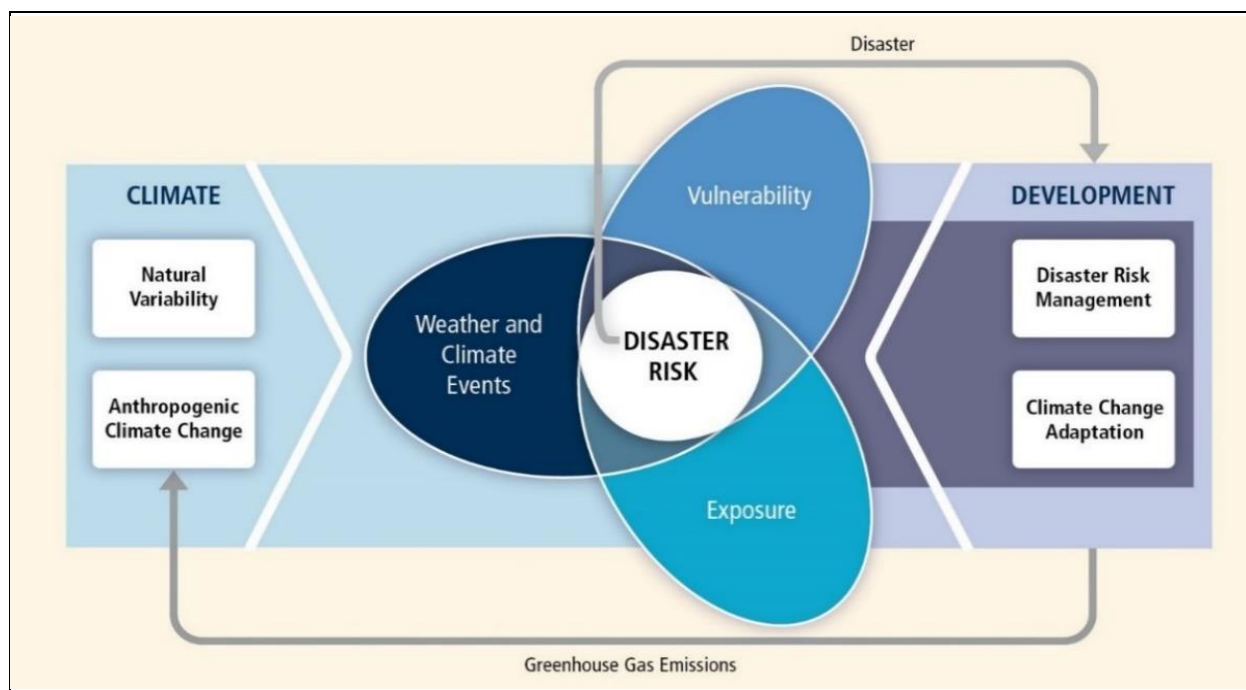 Disaster
CLIMATE
Natural
Variability
Anthropogenic
Climate Change
Weather and
Climate
Events
Vulnerability
DISASTER
RISK
Exposure
DEVELOPMENT
Disaster Risk
Management
Climate Change
Adaptation
Greenhouse Gas Emissions